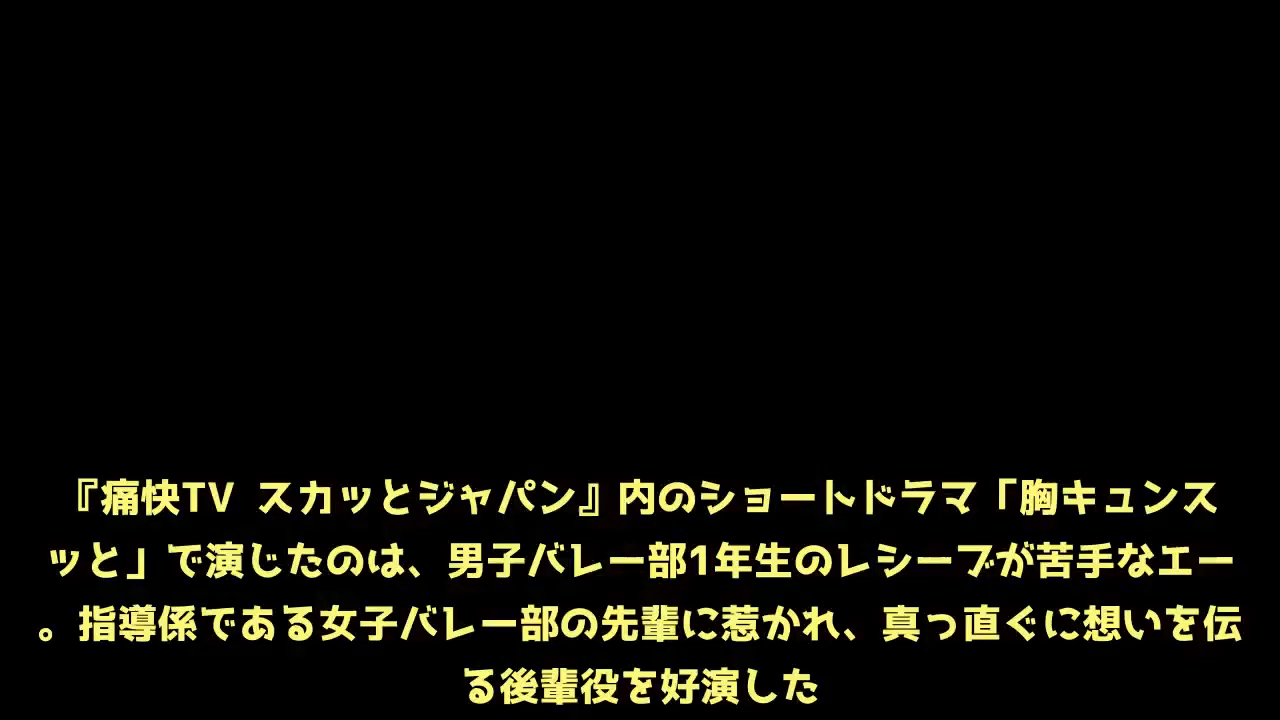 『痛快TV スカッとジャパン』内のショートドラマ「胸キュンス
ッと」で演じたのは、男子バレー部1年生のレシーブが苦手なエー
。指導係である女子バレー部の先輩に惹かれ、真っ直ぐに想いを伝
る後輩役を好演した